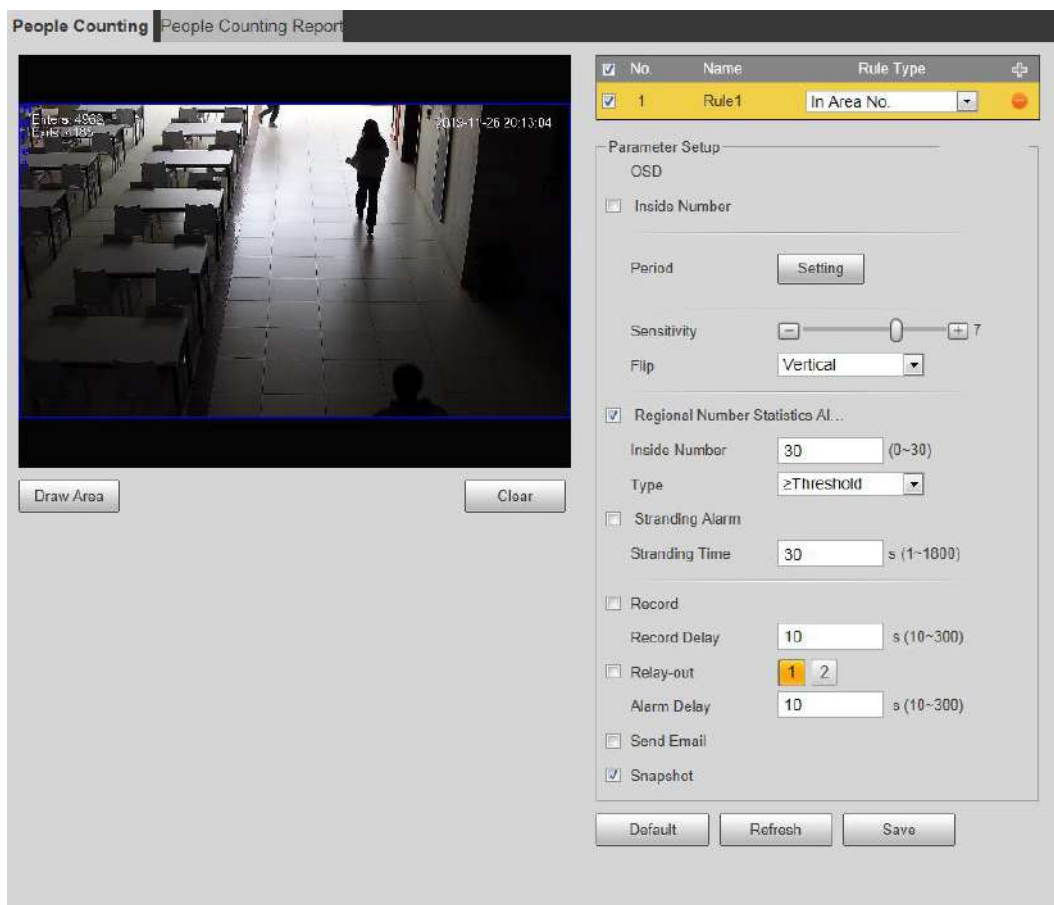 People Counting People Counting Report
No. Name Rule Type
1 Rule1 In Area No.
Enters: 4968
2019-11-26 20:13:04
Parameter Setup
OSD
Inside Number
Period Setting
Sensitivity 7
Flip Vertical
Regional Number Statistics Al...
Inside Number 30 (0~30)
Type ≥Threshold
Stranding Alarm
Stranding Time 30 s (1~1800)
Record
Record Delay 10 s (10~300)
Relay-out 1 2
Alarm Delay 10 s (10~300)
Send Email
Snapshot
Draw Area Clear
Default Refresh Save